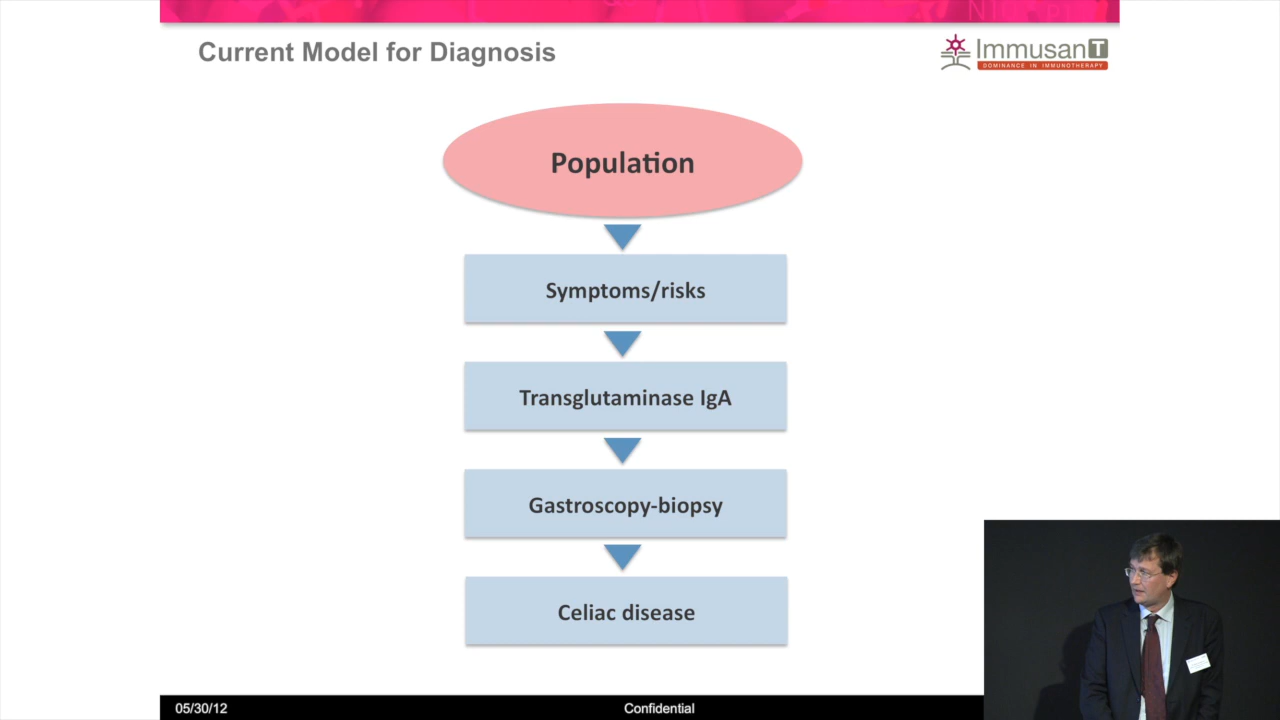 Current Model for Diagnosis
ImmusanT
DOMINANCE IN IMMUNOTHERAPY
Population
Symptoms/risks
Transglutaminase IgA
Gastroscopy-biopsy
Celiac disease
05/30/12
Confidential